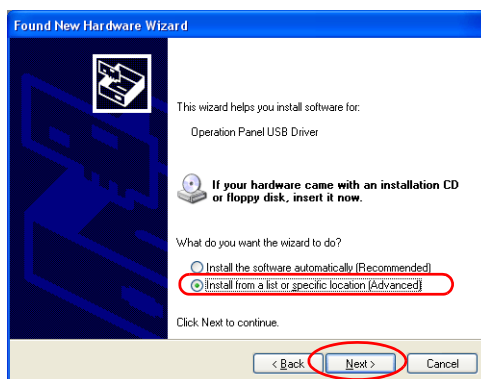 Found New Hardware Wizard
This wizard helps you install software for:
Operation Panel USB Driver
If your hardware came with an installation CD
or floppy disk, insert it now.
What do you want the wizard to do?
Install the software automatically (Recommended)
Install from a list or specific location (Advanced)
Click Next to continue.
< Back Next > Cancel